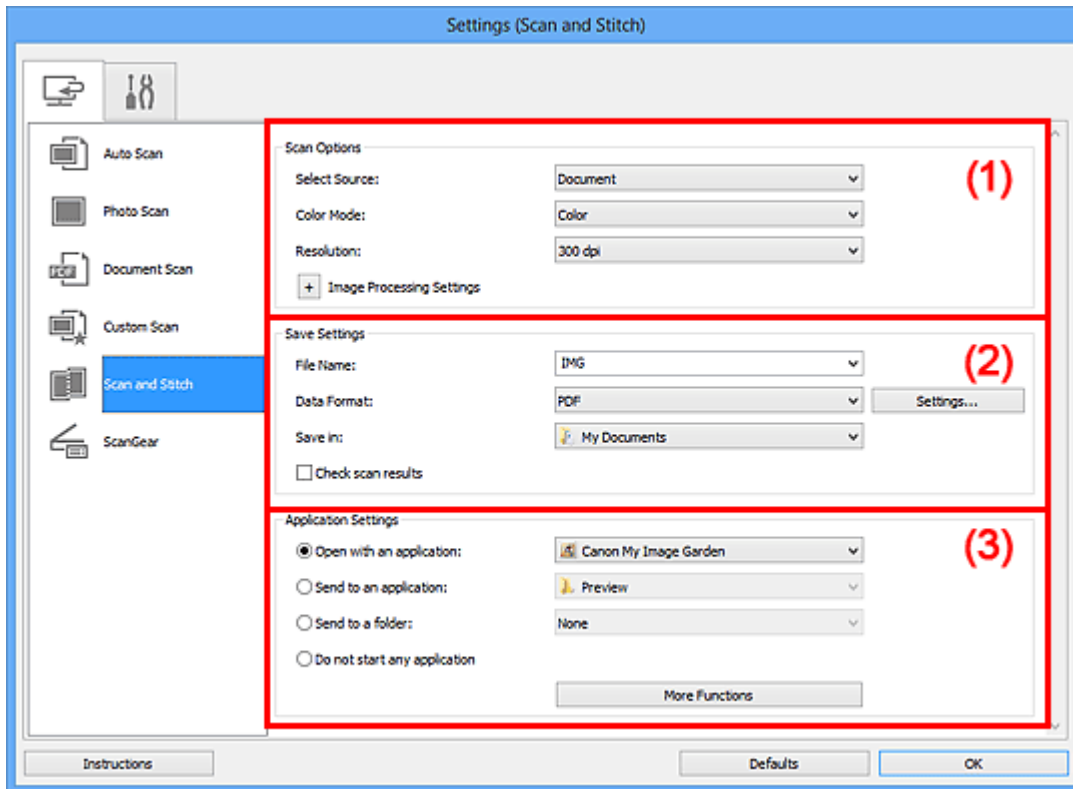 Settings (Scan and Stitch)
Auto Scan
Photo Scan
Document Scan
Custom Scan
Scan and Stitch
ScanGear
Scan Options
(1)
Select Source: Document
Color Mode: Color
Resolution: 300 dpi
+ Image Processing Settings
Save Settings
(2)
File Name: IMG
Data Format: PDF Settings...
Save in: My Documents
Check scan results
Application Settings
(3)
Open with an application: Canon My Image Garden
Send to an application: Preview
Send to a folder: None
Do not start any application
More Functions
Instructions Defaults OK